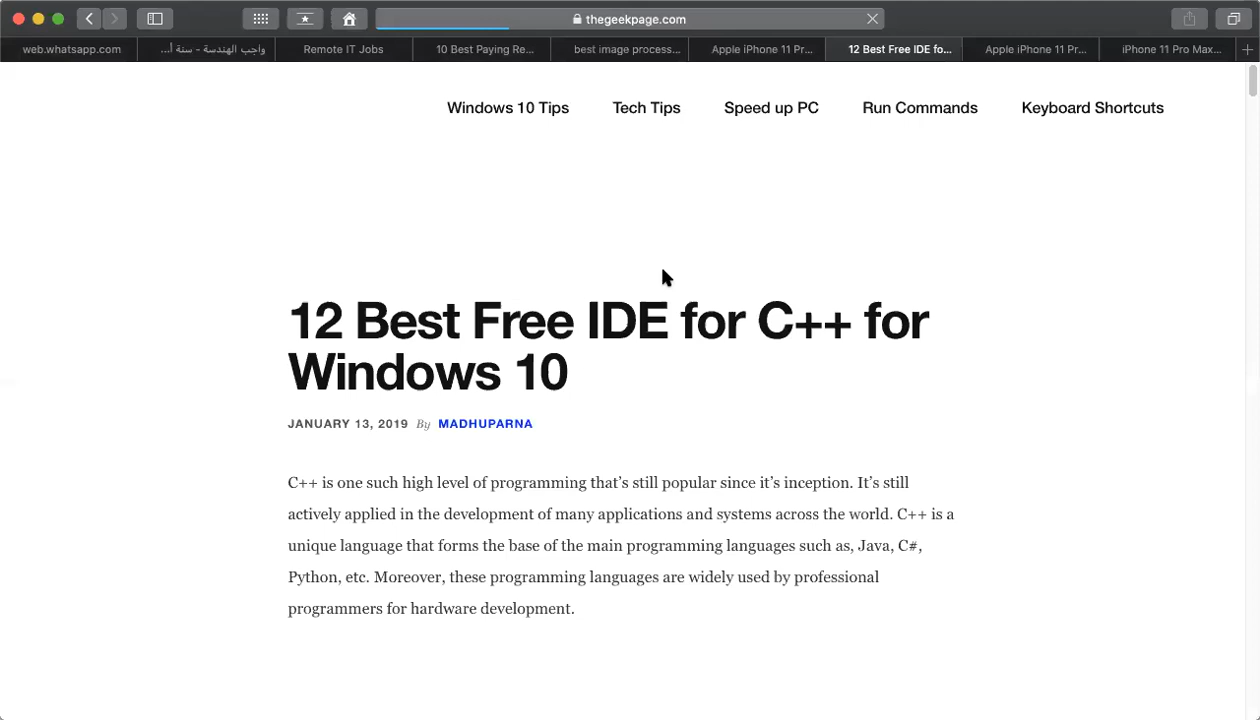 thegeekpage.com
web.whatsapp.com
...واجب الهندسة - سنة أ
Remote IT Jobs
10 Best Paying Re...
best image process...
Apple iPhone 11 Pr...
12 Best Free IDE fo...
Apple iPhone 11 Pr...
iPhone 11 Pro Max...
Windows 10 Tips
Tech Tips
Speed up PC
Run Commands
Keyboard Shortcuts
12 Best Free IDE for C++ for
Windows 10
JANUARY 13, 2019 By MADHUPARNA
C++ is one such high level of programming that’s still popular since it’s inception. It’s still
actively applied in the development of many applications and systems across the world. C++ is a
unique language that forms the base of the main programming languages such as, Java, C#,
Python, etc. Moreover, these programming languages are widely used by professional
programmers for hardware development.